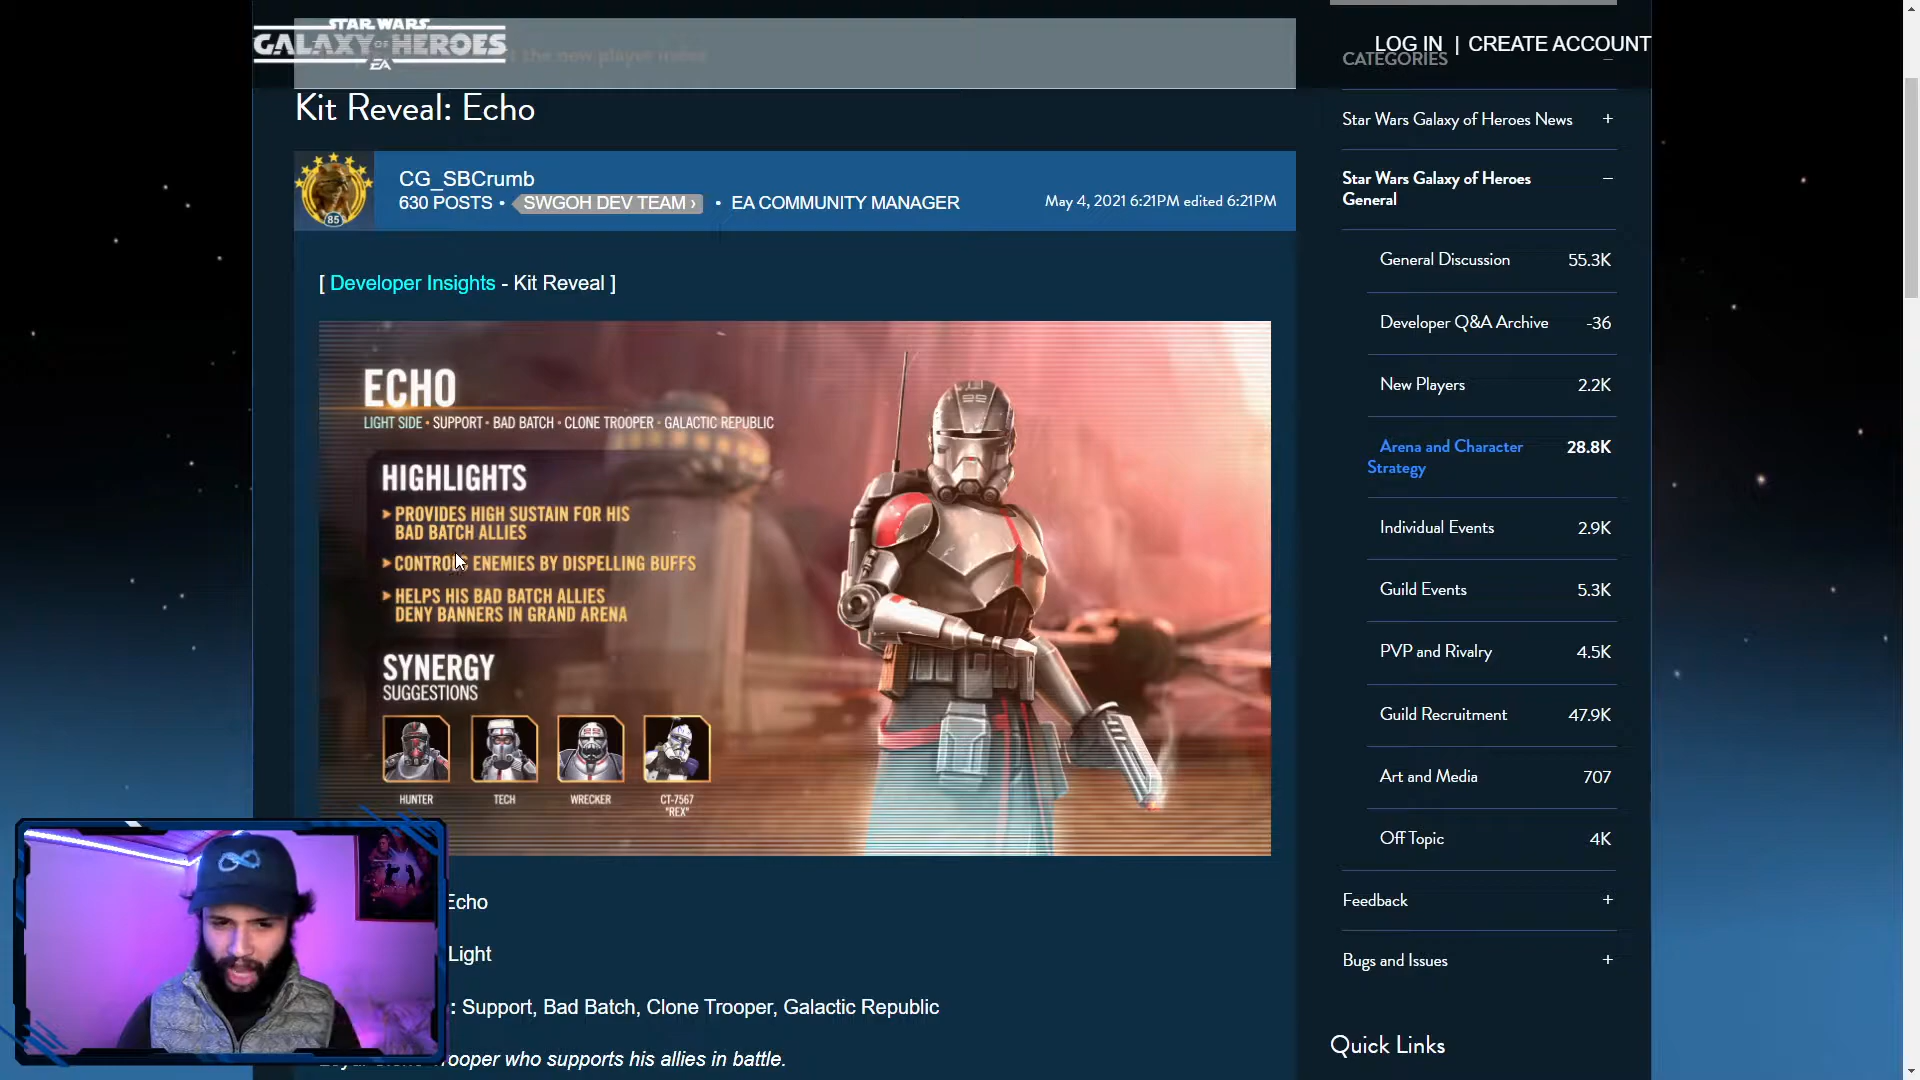 STAR WARS
GALAXY OF HEROES
EA
the new player
LOG IN | CREATE ACCOUNT
CATEGORIES
Kit Reveal: Echo
CG_SBCrumb
630 POSTS • SWGOH DEV TEAM › • EA COMMUNITY MANAGER
May 4, 2021 6:21PM edited 6:21PM
85
[ Developer Insights - Kit Reveal ]
ECHO
LIGHT SIDE • SUPPORT • BAD BATCH • CLONE TROOPER • GALACTIC REPUBLIC
HIGHLIGHTS
PROVIDES HIGH SUSTAIN FOR HIS
BAD BATCH ALLIES
CONTROLS ENEMIES BY DISPELLING BUFFS
HELPS HIS BAD BATCH ALLIES
DENY BANNERS IN GRAND ARENA
SYNERGY
SUGGESTIONS
HUNTER
TECH
WRECKER
CT-7567
"REX"
Echo
Light
: Support, Bad Batch, Clone Trooper, Galactic Republic
rooper who supports his allies in battle.
Star Wars Galaxy of Heroes News +
Star Wars Galaxy of Heroes
General
General Discussion 55.3K
Developer Q&A Archive -36
New Players 2.2K
Arena and Character
Strategy 28.8K
Individual Events 2.9K
Guild Events 5.3K
PVP and Rivalry 4.5K
Guild Recruitment 47.9K
Art and Media 707
Off Topic 4K
Feedback +
Bugs and Issues +
Quick Links